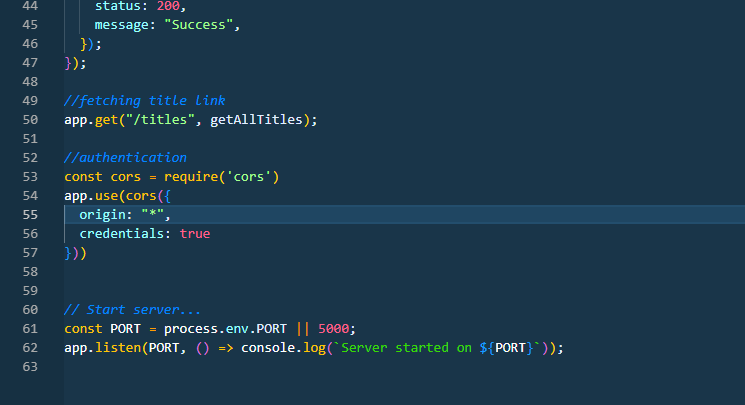 44 status: 200,
45 message: "Success",
46 });
47 });
48
49 //fetching title link
50 app.get("/titles", getAllTitles);
51
52 //authentication
53 const cors = require('cors')
54 app.use(cors({
55 origin: "*",
56 credentials: true
57 }))
58
59
60 // Start server...
61 const PORT = process.env.PORT || 5000;
62 app.listen(PORT, () => console.log(`Server started on ${PORT}`));
63